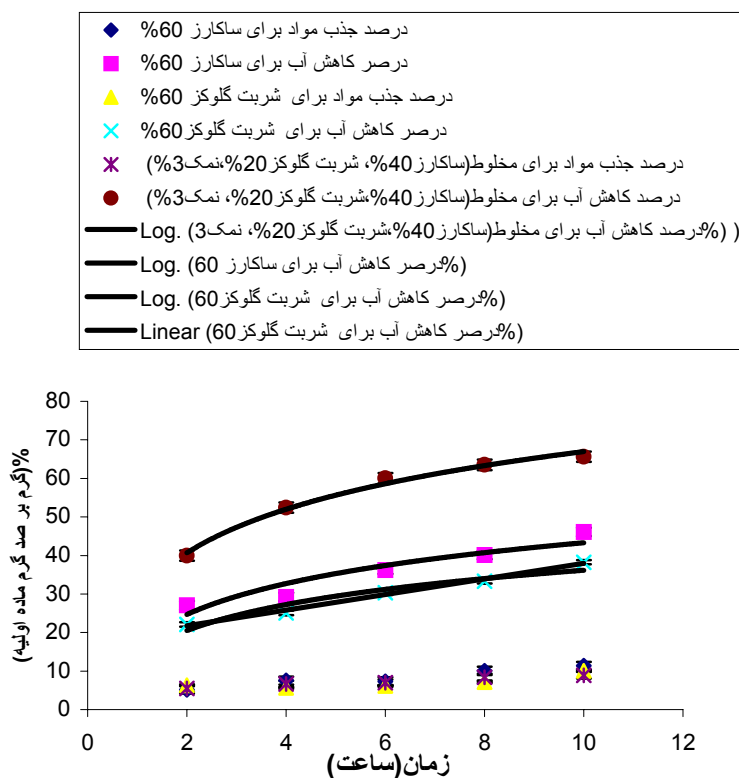 درصد جذب مواد برای ساکارز 60%
درصر کاهش آب برای ساکارز 60%
درصد جذب مواد برای شربت گلوکز 60%
درصر کاهش آب برای شربت گلوکز60%
درصد جذب مواد برای مخلوط(ساکارز40%، شربت گلوکز20%،نمک3%)
درصد کاهش آب برای مخلوط(ساکارز40%،شربت گلوکز20%، نمک3%)
Log. (درصد کاهش آب برای مخلوط(ساکارز40%،شربت گلوکز20%، نمک3%) )
Log. (درصر کاهش آب برای ساکارز 60%)
Log. (درصر کاهش آب برای شربت گلوکز60%)
Linear (درصر کاهش آب برای شربت گلوکز60%)
%(گرم بر صد گرم ماده اولیه)
80
70
60
50
40
30
20
10
0
0 2 4 6 8 10 12
زمان(ساعت)